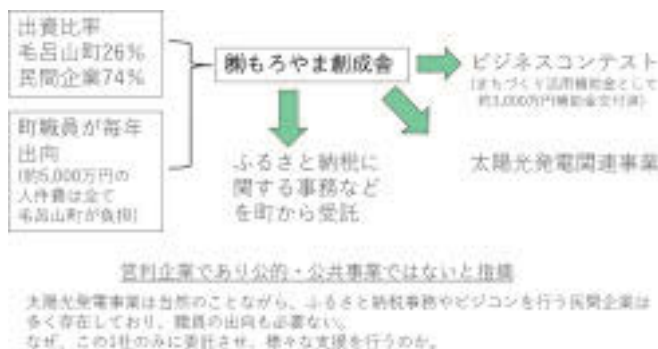 出資比率
毛呂山町26%
民間企業74%
町職員が毎年
出向
(約5,000万円の
人件費は全て
毛呂山町が負担)
㈱もろやま創成舎
ビジネスコンテスト
(まちづくり活用補助金として
約3,000万円補助金交付済)
太陽光発電関連事業
ふるさと納税に
関する事務など
を町から受託
営利企業であり公的・公共事業ではないと指摘
太陽光発電事業は当然のことながら、ふるさと納税事務やビジコンを行う民間企業は
多く存在しており、職員の出向も必要ない。
なぜ、この1社のみに委託させ、様々な支援を行うのか。